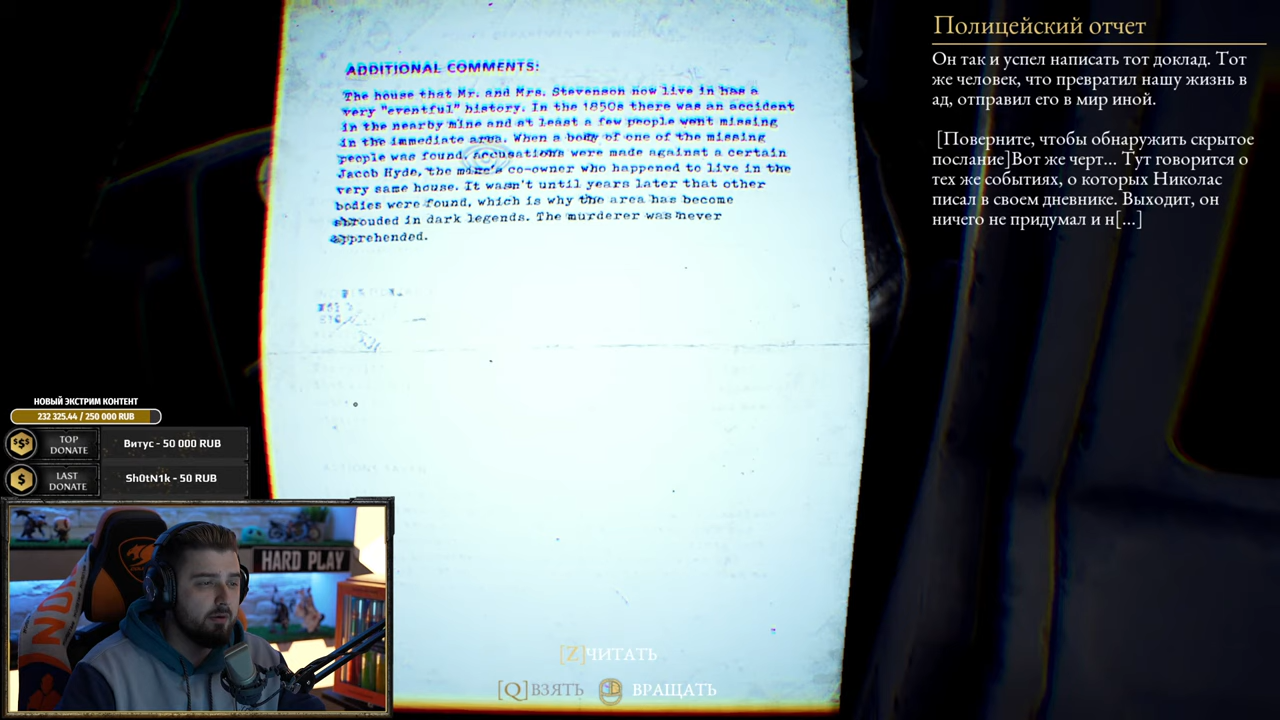 ADDITIONAL COMMENTS:
The house that Mr. and Mrs. Stevenson now live in has a
very "eventful" history. In the 1850s there was an accident
in the nearby mine and at least a few people went missing
in the immediate area. When a body of one of the missing
people was found, accusations were made against a certain
Jacob Hyde, the mine's co-owner who happened to live in the
very same house. It wasn't until years later that other
bodies were found, which is why the area has become
shrouded in dark legends. The murderer was never
apprehended.
[Z]ЧИТАТЬ
[Q]ВЗЯТЬ ВРАЩАТЬ
Полицейский отчет
Он так и успел написать тот доклад. Тот
же человек, что превратил нашу жизнь в
ад, отправил его в мир иной.
[Поверните, чтобы обнаружить скрытое
послание]Вот же черт... Тут говорится о
тех же событиях, о которых Николас
писал в своем дневнике. Выходит, он
ничего не придумал и н[...]
НОВЫЙ ЭКСТРИМ КОНТЕНТ
232 325.44 / 250 000 RUB
TOP
DONATE
Витус - 50 000 RUB
LAST
DONATE
Sh0tN1k - 50 RUB
HARD PLAY